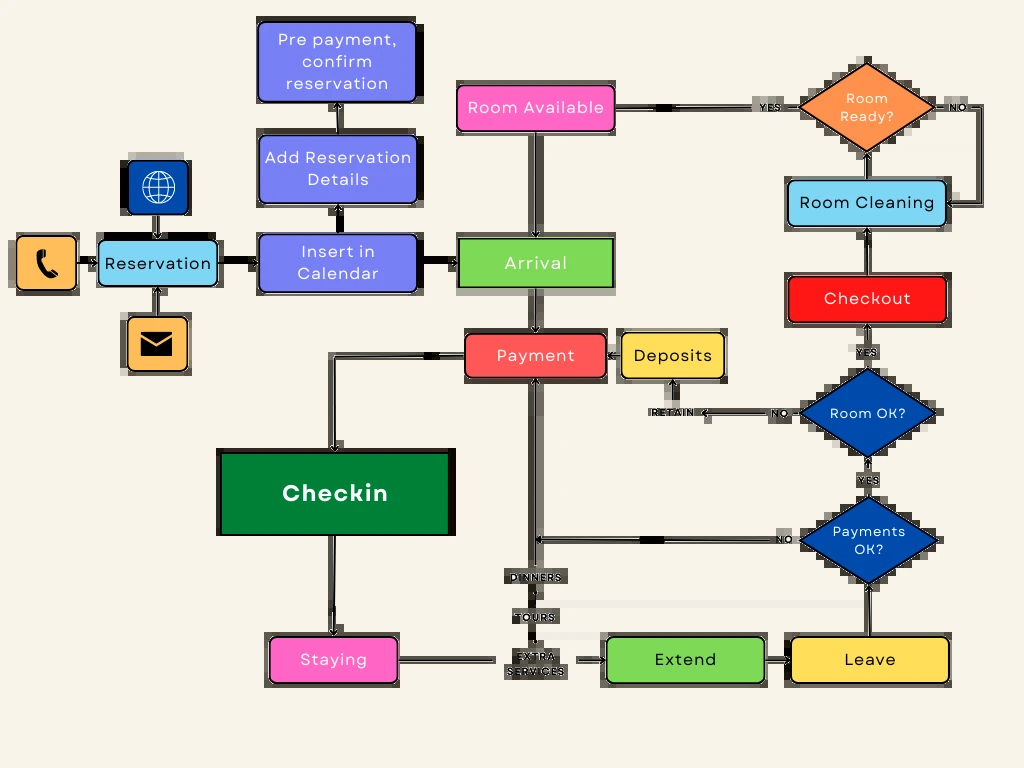 Pre payment,
confirm
reservation
Room Available
YES
Room
Ready?
NO
Add Reservation
Details
Room Cleaning
Reservation
Insert in
Calendar
Arrival
Checkout
Payment
Deposits
YES
RETAIN
NO
Room OK?
Checkin
YES
NO
Payments
OK?
DINNERS
TOURS
EXTRA
SERVICES
Staying
Extend
Leave